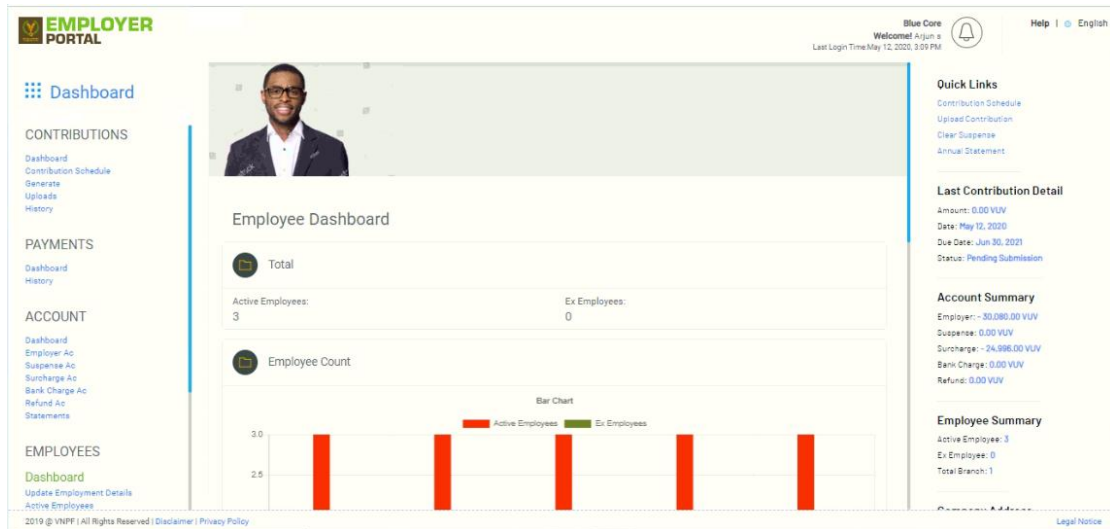 EMPLOYER
PORTAL
Blue Core
Welcome! Arjun s
Last Login Time:May 12, 2020, 3:09 PM
Help | English
Dashboard
CONTRIBUTIONS
Dashboard
Contribution Schedule
Generate
Uploads
History
PAYMENTS
Dashboard
History
ACCOUNT
Dashboard
Employer Ac
Suspense Ac
Surcharge Ac
Bank Charge Ac
Refund Ac
Statements
EMPLOYEES
Dashboard
Update Employment Details
Active Employees
Employee Dashboard
Total
Active Employees:
3
Ex Employees:
0
Employee Count
Bar Chart
Active Employees Ex Employees
3.0
2.5
Quick Links
Contribution Schedule
Upload Contribution
Clear Suspense
Annual Statement
Last Contribution Detail
Amount: 0.00 VUV
Date: May 12, 2020
Due Date: Jun 30, 2021
Status: Pending Submission
Account Summary
Employer: - 30,080.00 VUV
Suspense: 0.00 VUV
Surcharge: - 24,996.00 VUV
Bank Charge: 0.00 VUV
Refund: 0.00 VUV
Employee Summary
Active Employee: 3
Ex Employee: 0
Total Branch: 1
Company Address
2019 @ VNPF | All Rights Reserved | Disclaimer | Privacy Policy
Legal Notice